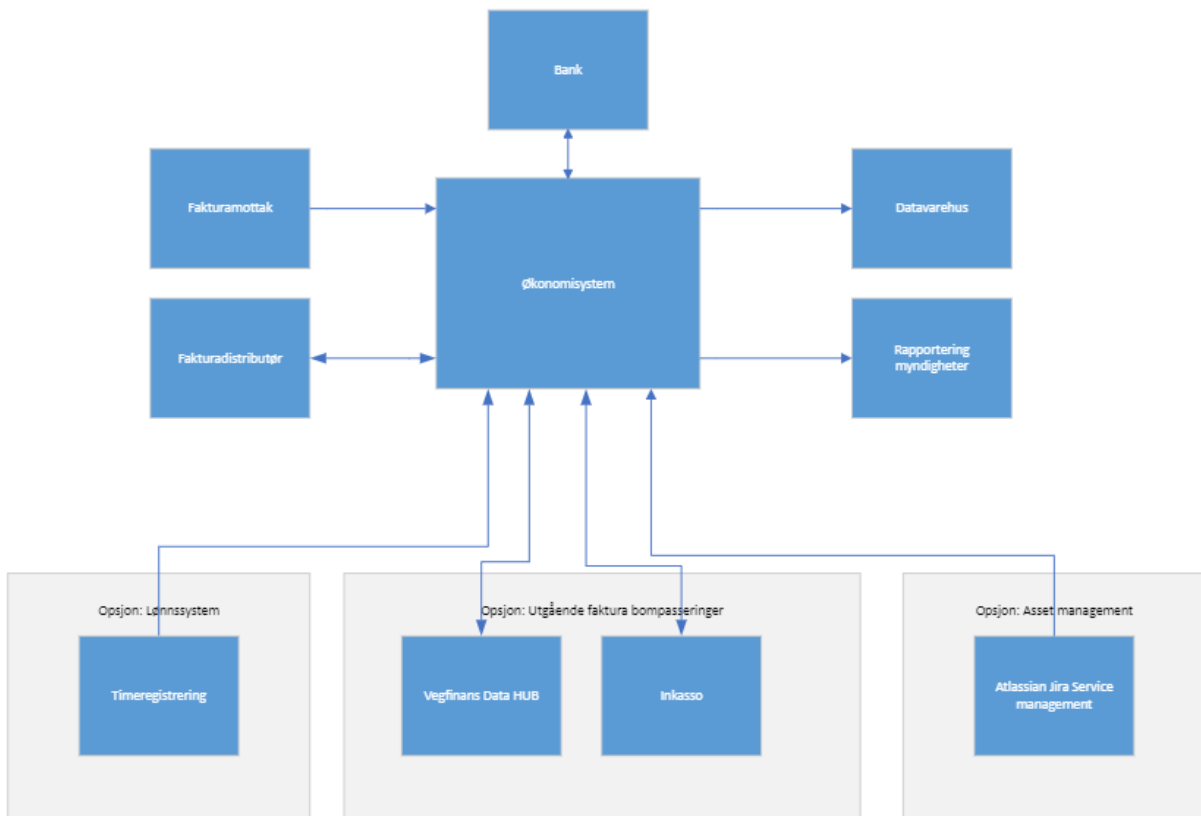 Bank
Fakturamottak
Datavarehus
Økonomisystem
Fakturadistributør
Rapportering
myndigheter
Opsjon: Lønnssystem
Opsjon: Utgående faktura bompasseringer
Opsjon: Asset management
Timeregistrering
Vegfinans Data HUB
Inkasso
Atlassian Jira Service
management